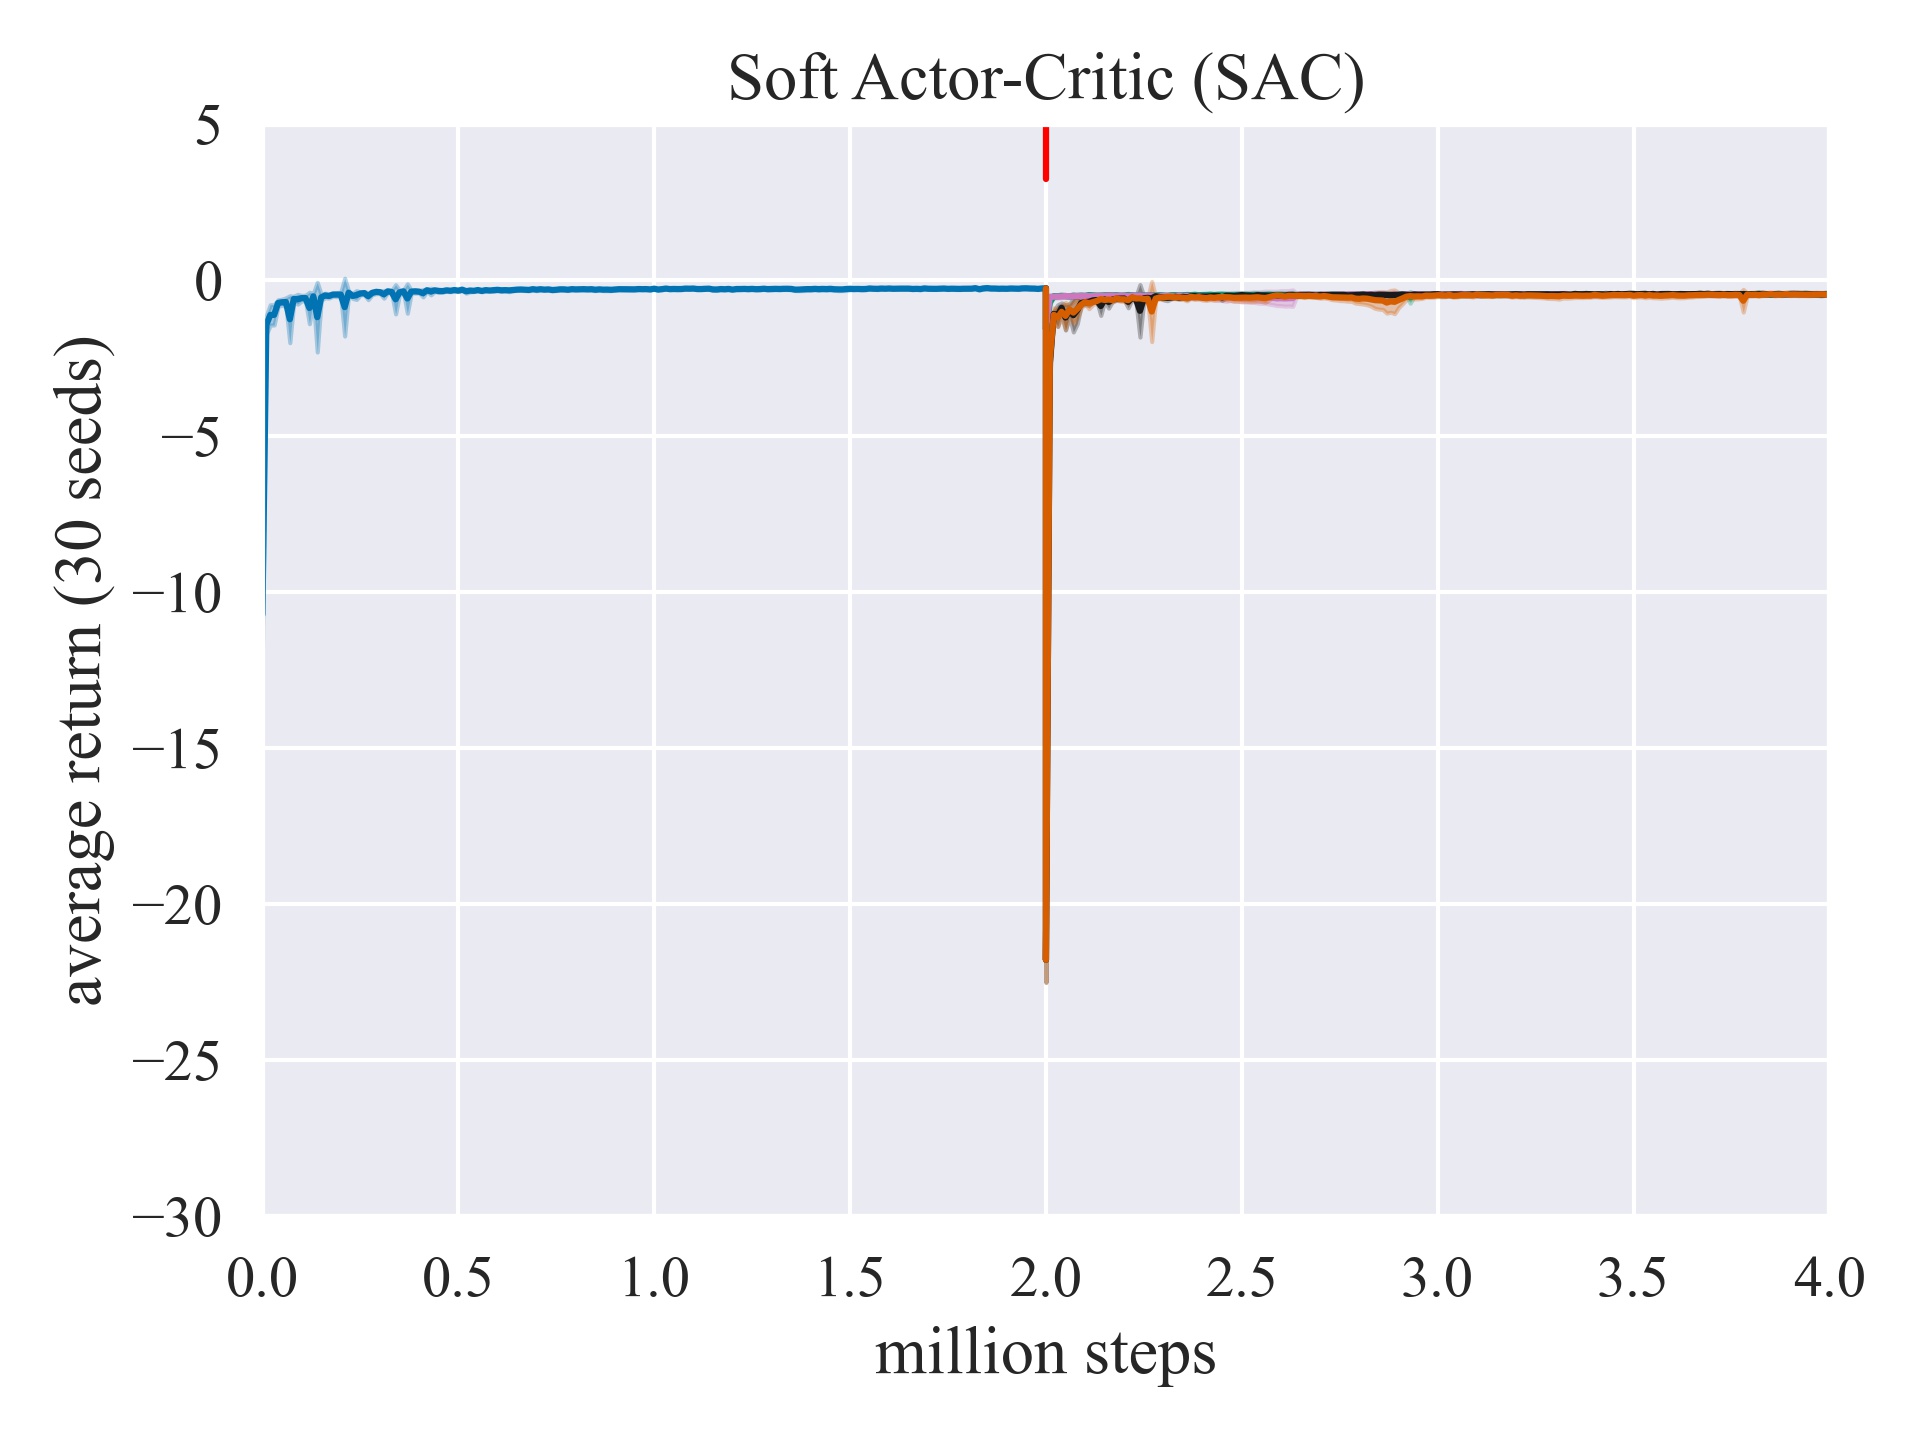 Soft Actor-Critic (SAC)
5
0
−5
−10
−15
−20
−25
−30
average return (30 seeds)
0.0 0.5 1.0 1.5 2.0 2.5 3.0 3.5 4.0
million steps